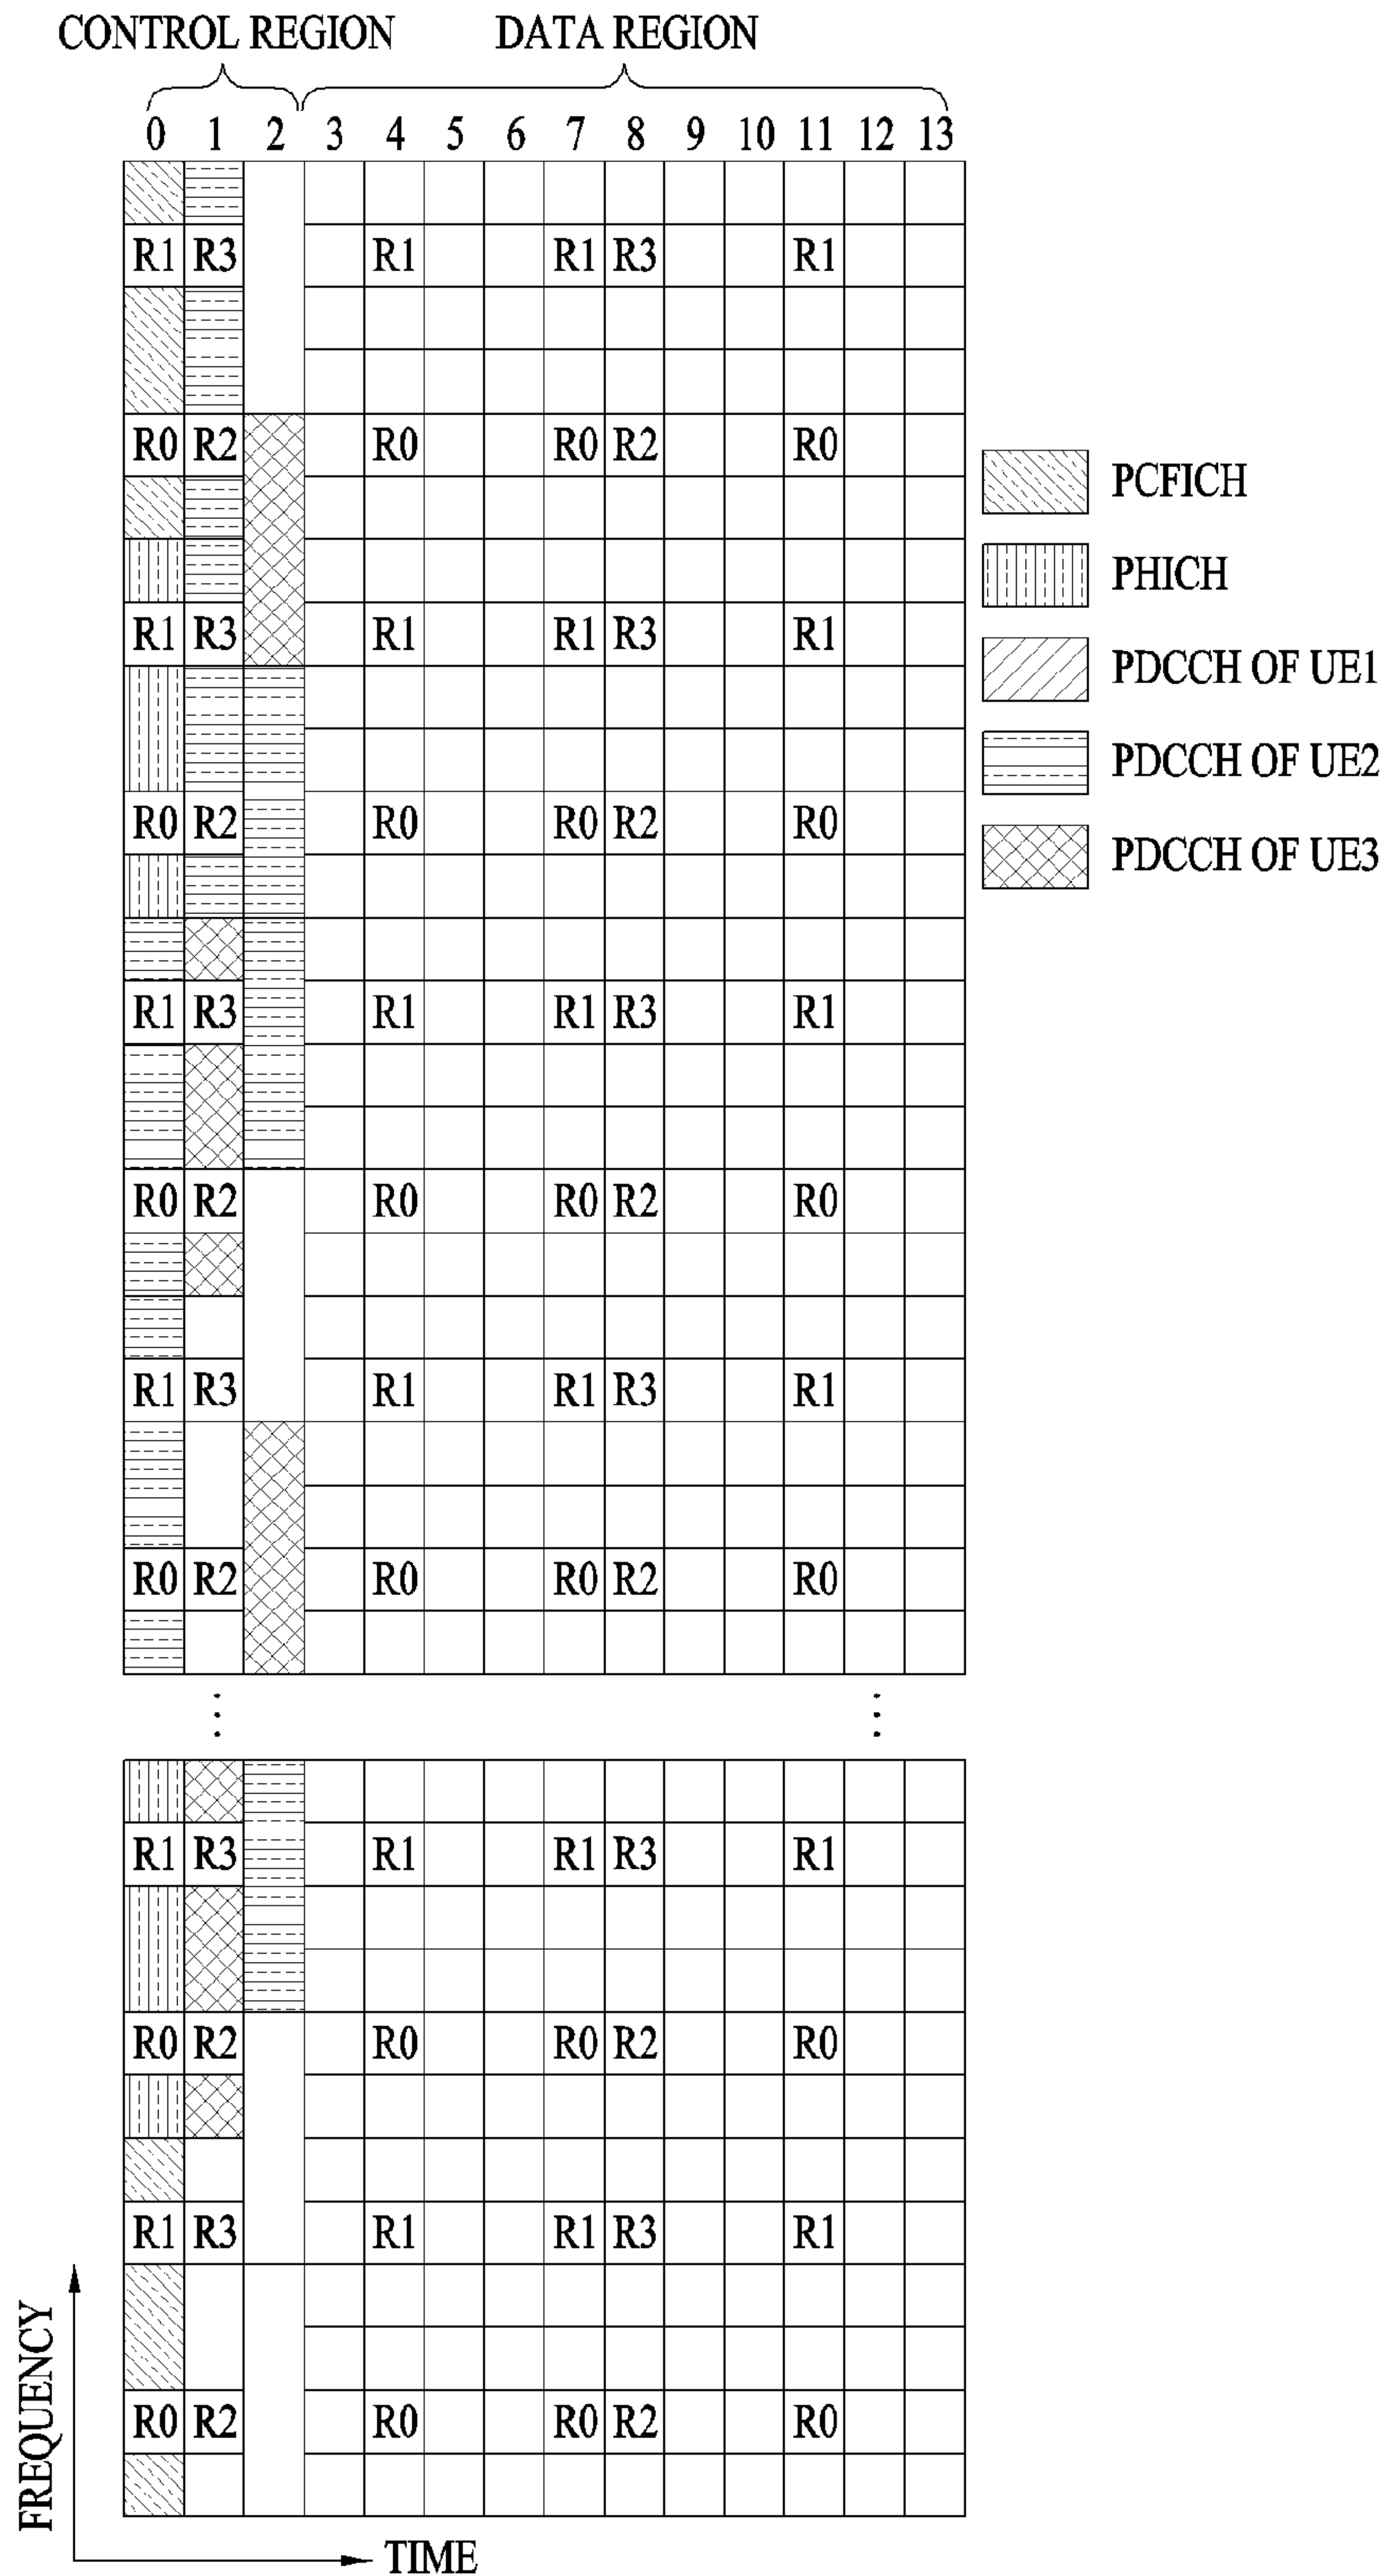 CONTROL REGION DATA REGION
0 1 2 3 4 5 6 7 8 9 10 11 12 13
R1 R3 R1 R1 R3 R1
R0 R2 R0 R0 R2 R0
PCFICH
PHICH
R1 R3 R1 R1 R3 R1
PDCCH OF UE1
PDCCH OF UE2
R0 R2 R0 R0 R2 R0
PDCCH OF UE3
R1 R3 R1 R1 R3 R1
R0 R2 R0 R0 R2 R0
R1 R3 R1 R1 R3 R1
R0 R2 R0 R0 R2 R0
R1 R3 R1 R1 R3 R1
R0 R2 R0 R0 R2 R0
R1 R3 R1 R1 R3 R1
R0 R2 R0 R0 R2 R0
FREQUENCY
TIME